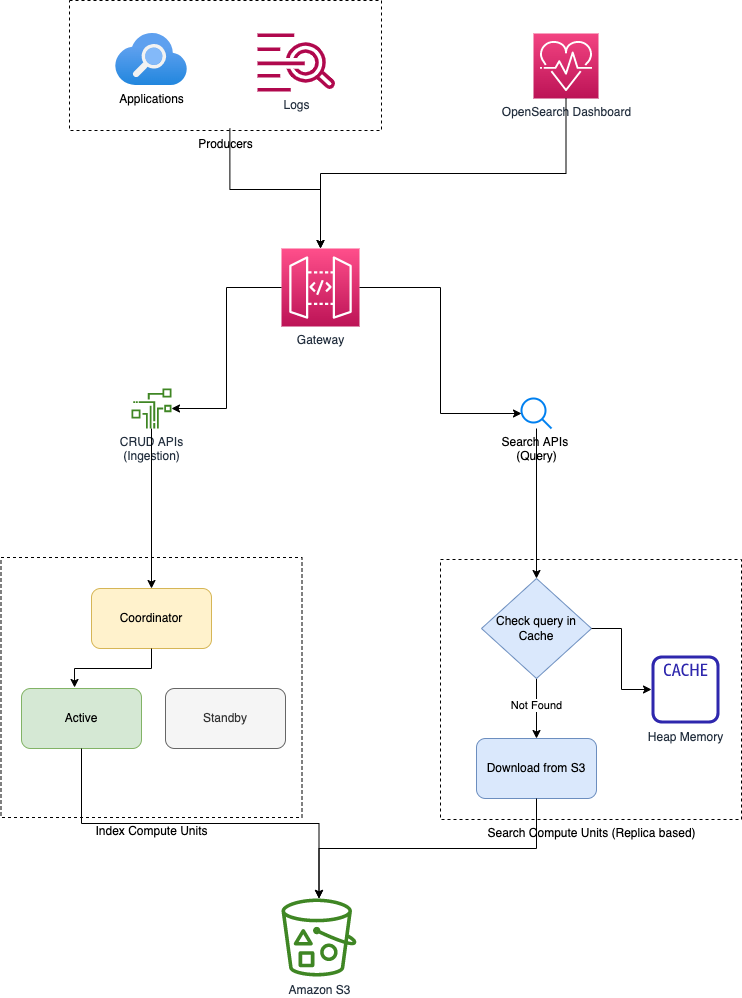 Applications
Logs
OpenSearch Dashboard
Producers
Gateway
CRUD APIs
(Ingestion)
Search APIs
(Query)
Coordinator
Active
Standby
Index Compute Units
Check query in
Cache
CACHE
Heap Memory
Not Found
Download from S3
Search Compute Units (Replica based)
Amazon S3